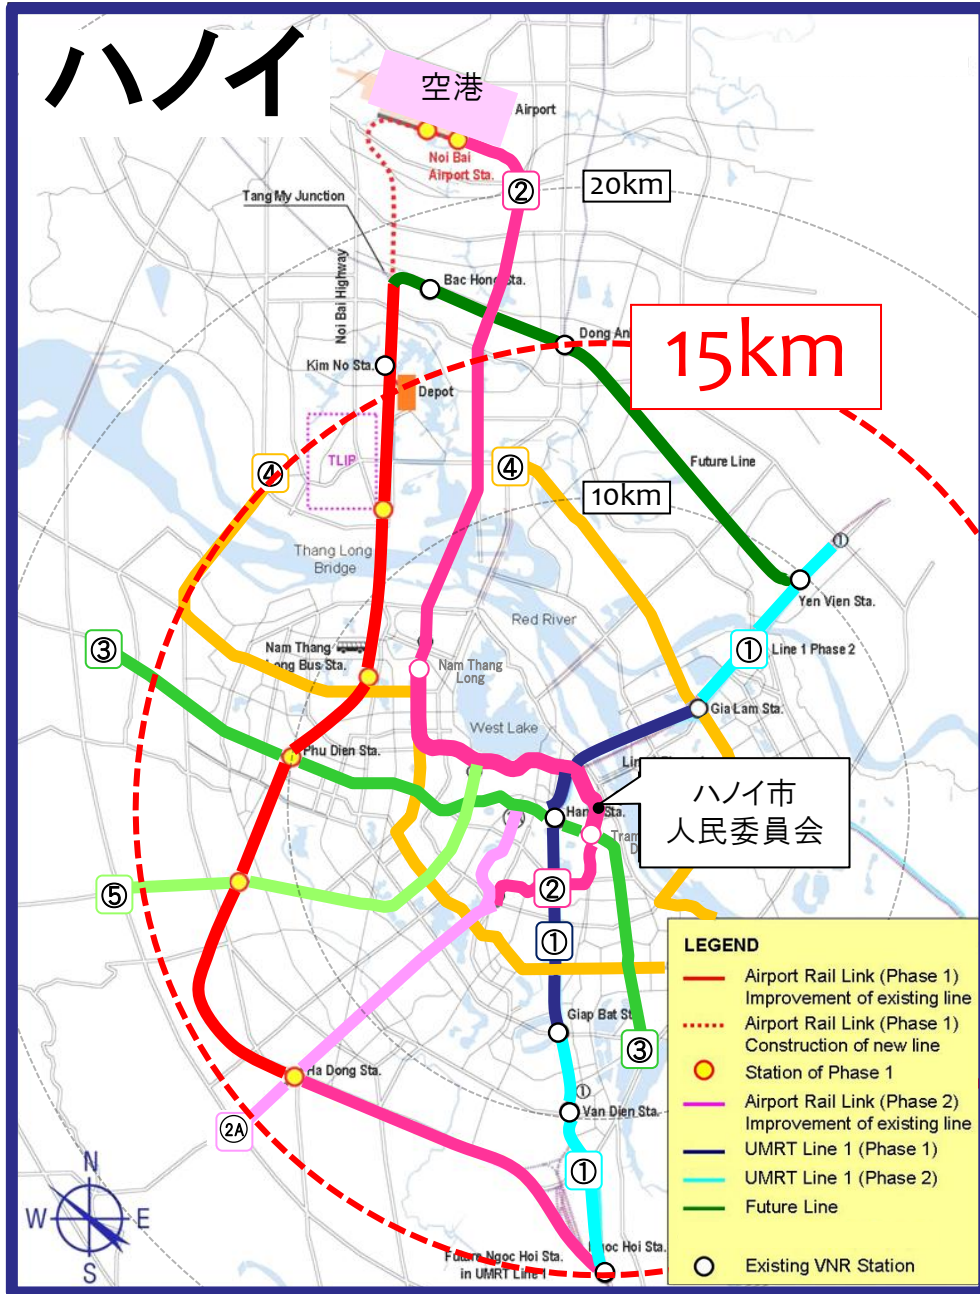 ハノイ
空港
Airport
Noi Bai
Airport Sta.
②
20km
Tang My Junction
Noi Bai Highway
Bac Hong Sta.
Dong An
15km
Kim No Sta.
Depot
④
TLIP
④
Future Line
10km
①
Thang Long
Bridge
Yen Vien Sta.
Red River
③
Nam Thang
Long Bus Sta.
①
Line 1 Phase 2
Nam Thang
Long
Gia Lam Sta.
West Lake
Phu Dien Sta.
ハノイ市
人民委員会
Sta.
⑤
②
①
LEGEND
Airport Rail Link (Phase 1)
Improvement of existing line
Airport Rail Link (Phase 1)
Construction of new line
Station of Phase 1
Airport Rail Link (Phase 2)
Improvement of existing line
UMRT Line 1 (Phase 1)
UMRT Line 1 (Phase 2)
Future Line
Existing VNR Station
Giap Bat St
③
Ha Dong Sta.
①
Van Dien Sta.
2A
①
N
W
E
S
Future Ngoc Hoi Sta.
in UMRT Line 1
Ngoc Hoi Sta.